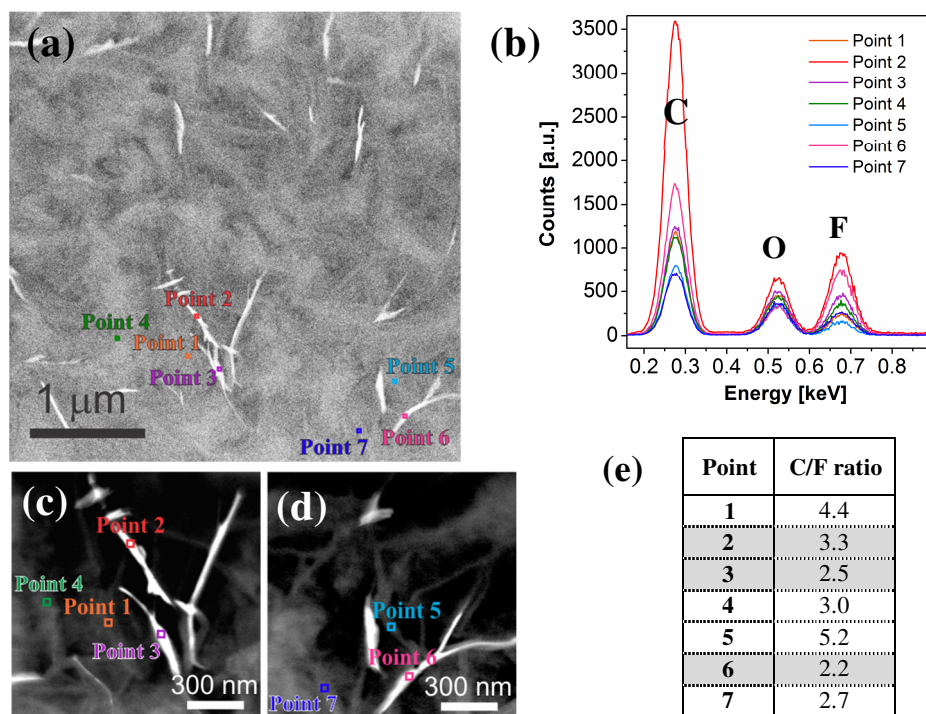 (a)
Point 2
Point 4
Point 1
Point 3
Point 5
Point 6
Point 7
1 μm
(b)
3500
3000
2500
2000
1500
1000
500
0
Counts [a.u.]
0.2 0.3 0.4 0.5 0.6 0.7 0.8
Energy [keV]
C
O
F
Point 1
Point 2
Point 3
Point 4
Point 5
Point 6
Point 7
(c)
Point 2
Point 4
Point 1
Point 3
300 nm
(d)
Point 5
Point 6
Point 7
300 nm
(e)
Point C/F ratio
1 4.4
2 3.3
3 2.5
4 3.0
5 5.2
6 2.2
7 2.7